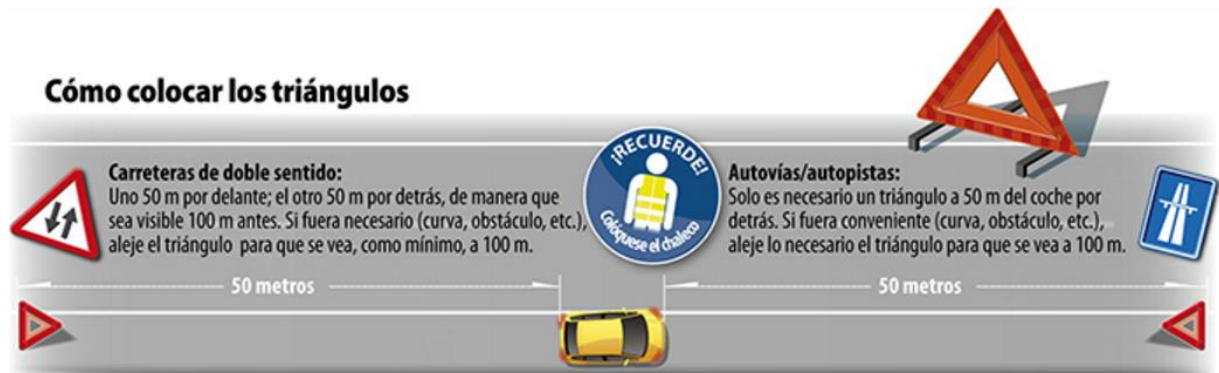 Cómo colocar los triángulos
Carreteras de doble sentido:
Uno 50 m por delante; el otro 50 m por detrás, de manera que
sea visible 100 m antes. Si fuera necesario (curva, obstáculo, etc.),
aleje el triángulo para que se vea, como mínimo, a 100 m.
¡RECUERDE!
Colóquese el chaleco
Autovías/autopistas:
Solo es necesario un triángulo a 50 m del coche por
detrás. Si fuera conveniente (curva, obstáculo, etc.),
aleje lo necesario el triángulo para que se vea a 100 m.
50 metros
50 metros